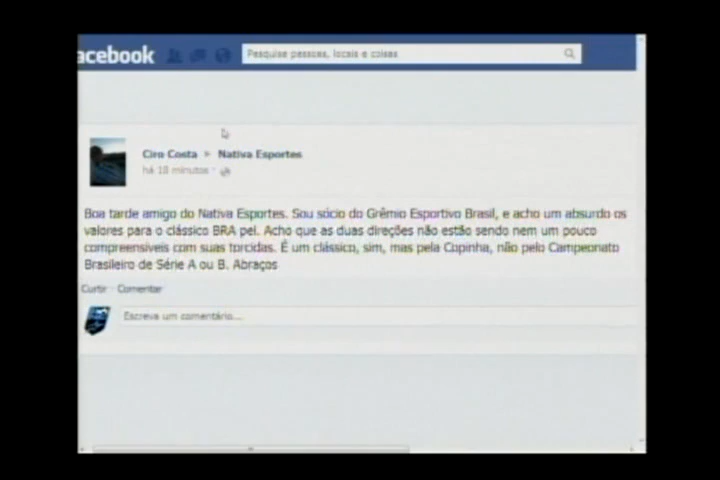 acebook
Pesquise pessoas, locais e coisas
Ciro Costa ▸ Nativa Esportes
há 18 minutos ·
Boa tarde amigo do Nativa Esportes. Sou sócio do Grêmio Esportivo Brasil, e acho um absurdo os
valores para o clássico BRA pel. Acho que as duas direções não estão sendo nem um pouco
compreensiveis com suas torcidas. É um clássico, sim, mas pela Copinha, não pelo Campeonato
Brasileiro de Série A ou B. Abraços
Curtir · Comentar
Escreva um comentário...